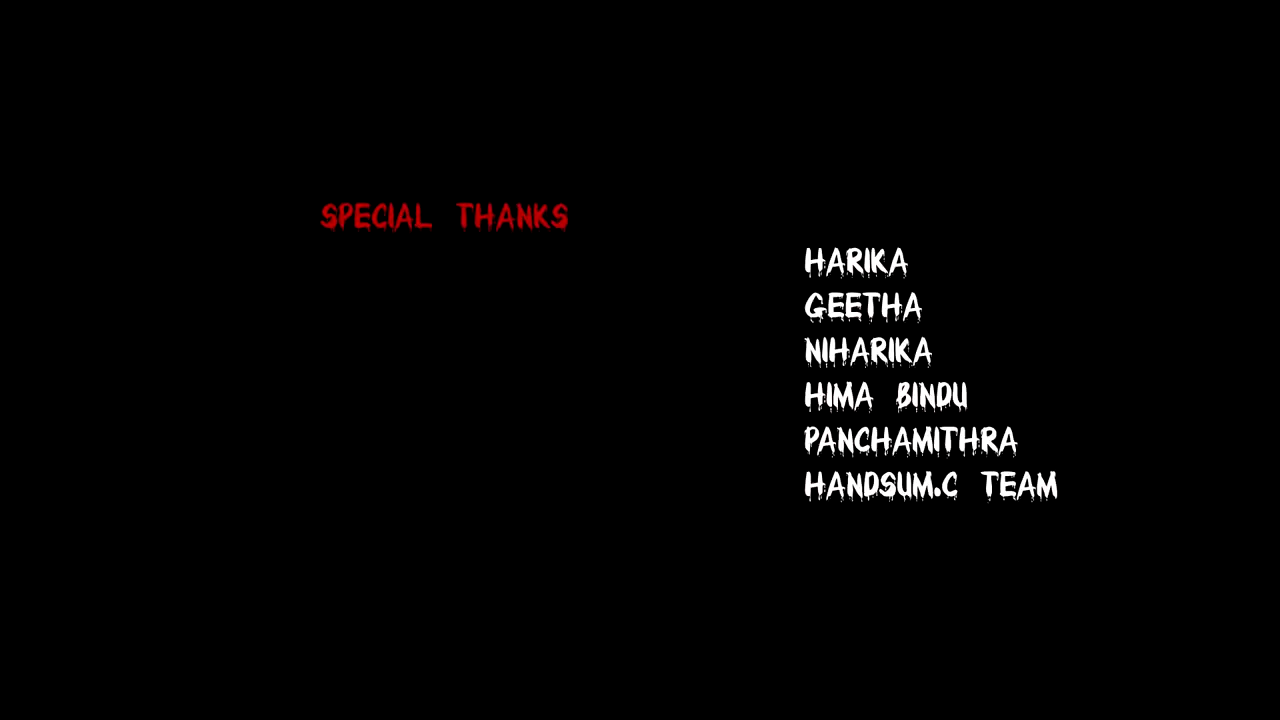 SPECIAL THANKS
HARIKA
GEETHA
NIHARIKA
HIMA BINDU
PANCHAMITHRA
HANDSUM.C TEAM